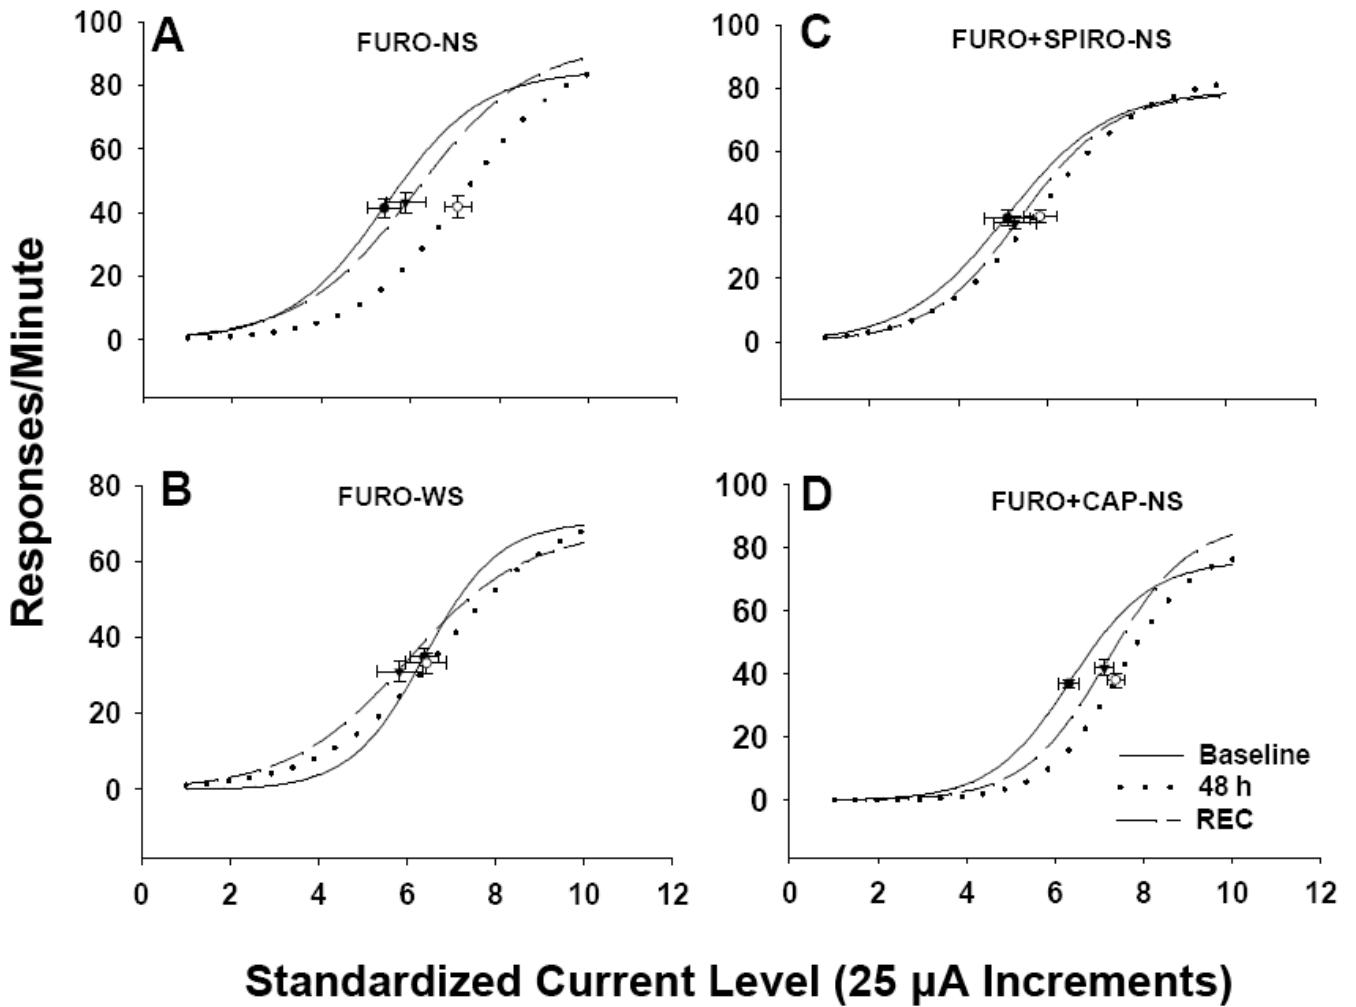 A
FURO-NS
100
80
60
40
20
0
C
FURO+SPIRO-NS
100
80
60
40
20
0
B
FURO-WS
80
60
40
20
0
0 2 4 6 8 10 12
D
FURO+CAP-NS
100
80
60
40
20
0
Baseline
48 h
REC
0 2 4 6 8 10 12
Responses/Minute
Standardized Current Level (25 µA Increments)